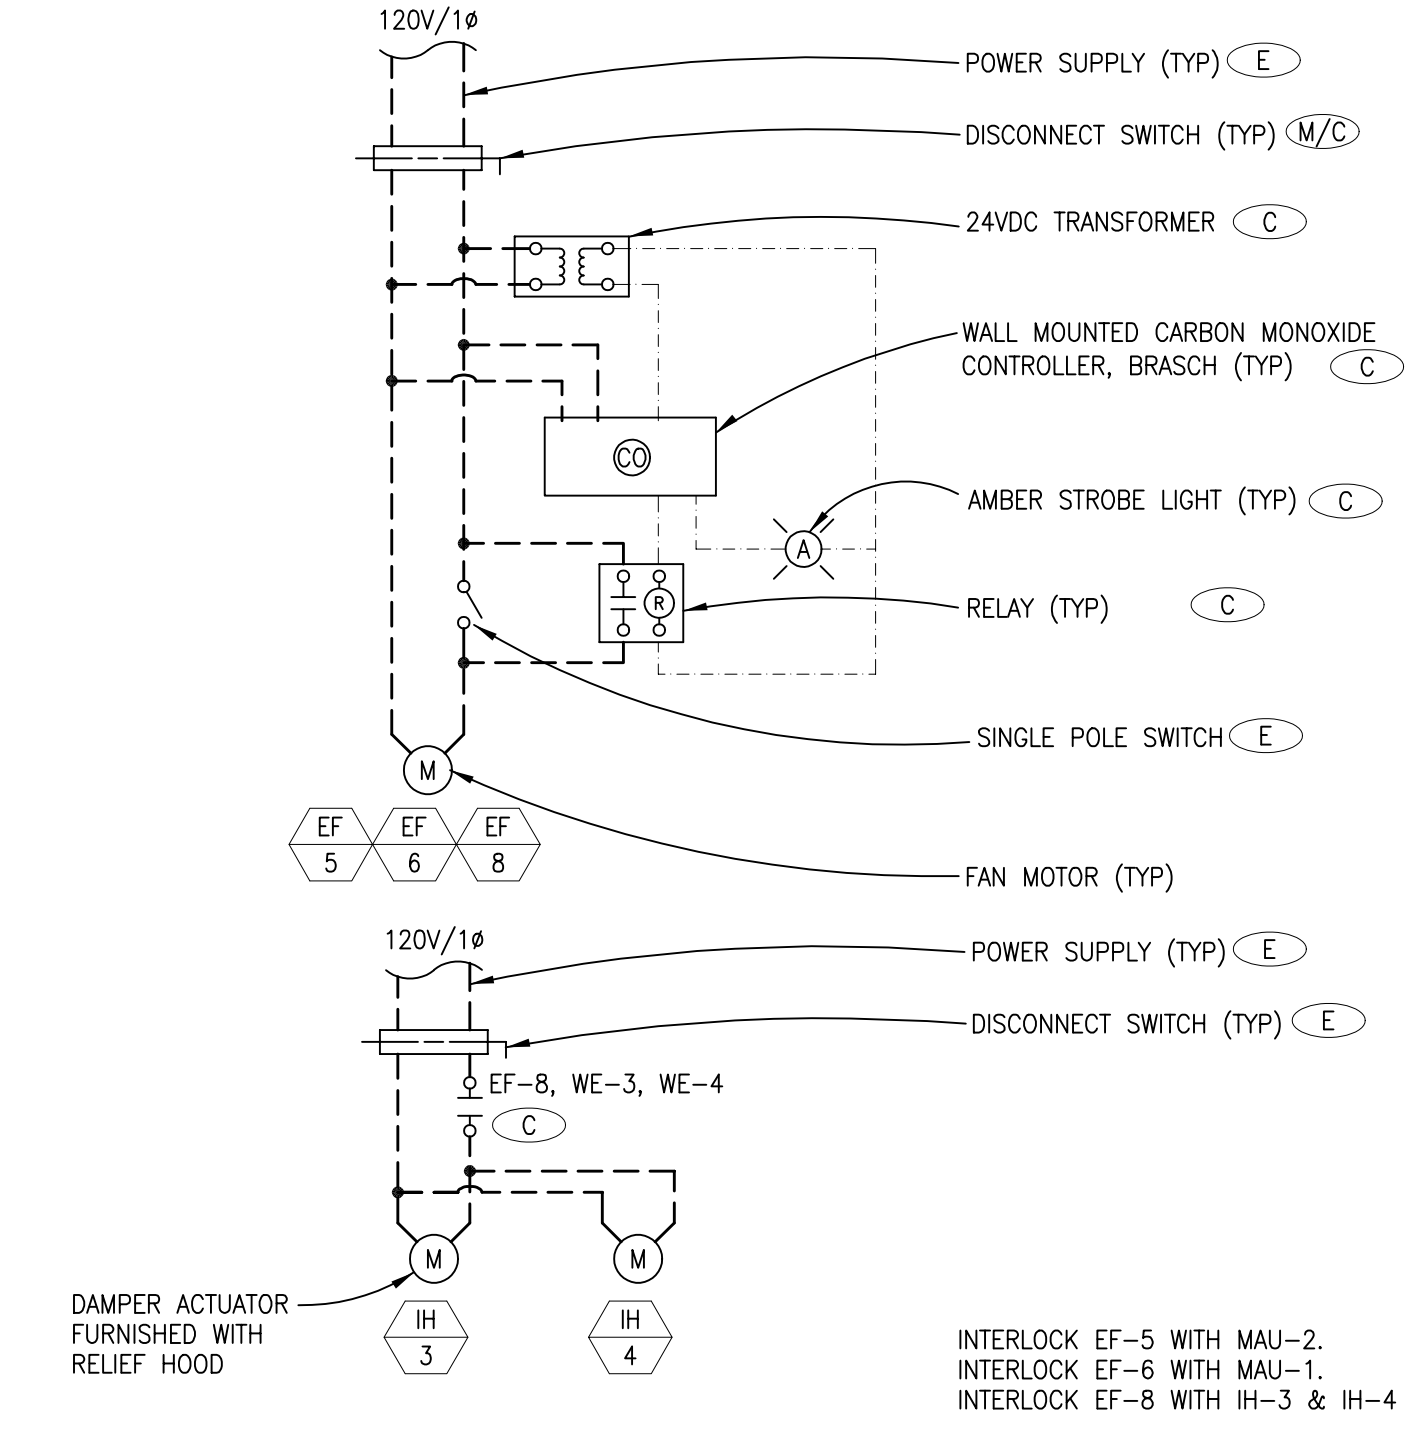 120V/1ø
POWER SUPPLY (TYP) E
DISCONNECT SWITCH (TYP) M/C
24VDC TRANSFORMER C
WALL MOUNTED CARBON MONOXIDE
CONTROLLER, BRASCH (TYP) C
CO
AMBER STROBE LIGHT (TYP) C
A
R
RELAY (TYP) C
SINGLE POLE SWITCH E
M
EF EF EF
5 6 8
FAN MOTOR (TYP)
120V/1ø
POWER SUPPLY (TYP) E
DISCONNECT SWITCH (TYP) E
EF-8, WE-3, WE-4
C
M M
DAMPER ACTUATOR
FURNISHED WITH
RELIEF HOOD
IH IH
3 4
INTERLOCK EF-5 WITH MAU-2.
INTERLOCK EF-6 WITH MAU-1.
INTERLOCK EF-8 WITH IH-3 & IH-4